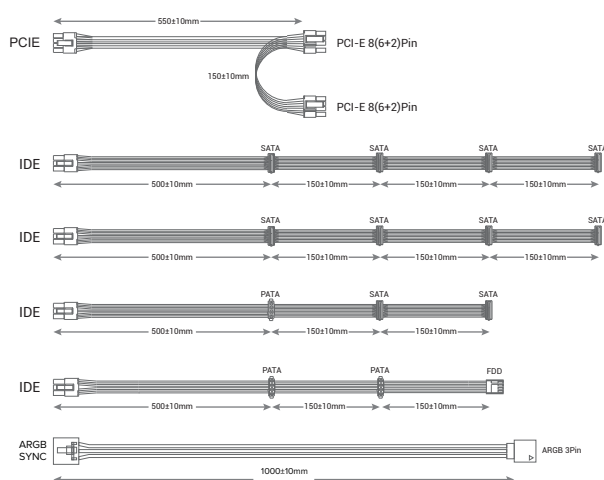 550±10mm
PCIE
PCI-E 8(6+2)Pin
150±10mm
PCI-E 8(6+2)Pin
SATA SATA SATA SATA
IDE
500±10mm 150±10mm 150±10mm 150±10mm
SATA SATA SATA SATA
IDE
500±10mm 150±10mm 150±10mm 150±10mm
PATA SATA SATA
IDE
500±10mm 150±10mm 150±10mm
PATA PATA FDD
IDE
500±10mm 150±10mm 150±10mm
ARGB
SYNC
ARGB 3Pin
1000±10mm